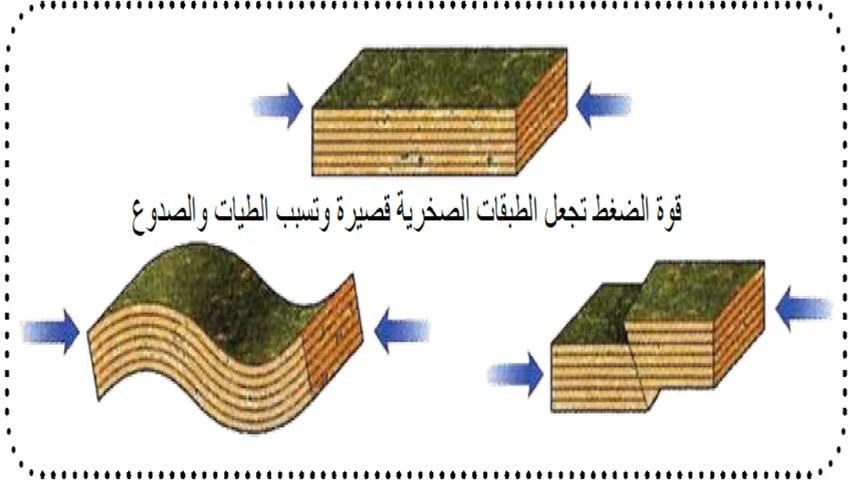 قوة الضغط تجعل الطبقات الصخرية قصيرة وتسبب الطيات والصدوع